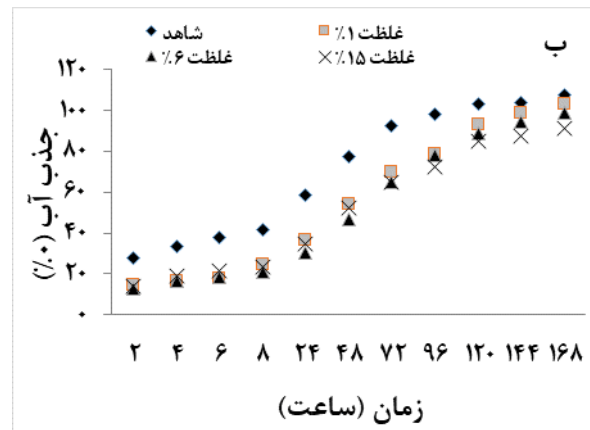 ب
شاهد
غلظت ۱٪
غلظت ۶٪
غلظت ۱۵٪
جذب آب (۰٪)
۱۲۰
۱۰۰
۸۰
۶۰
۴۰
۲۰
۰
۲ ۴ ۶ ۸ ۲۴ ۴۸ ۷۲ ۹۶ ۱۲۰ ۱۴۴ ۱۶۸
زمان (ساعت)